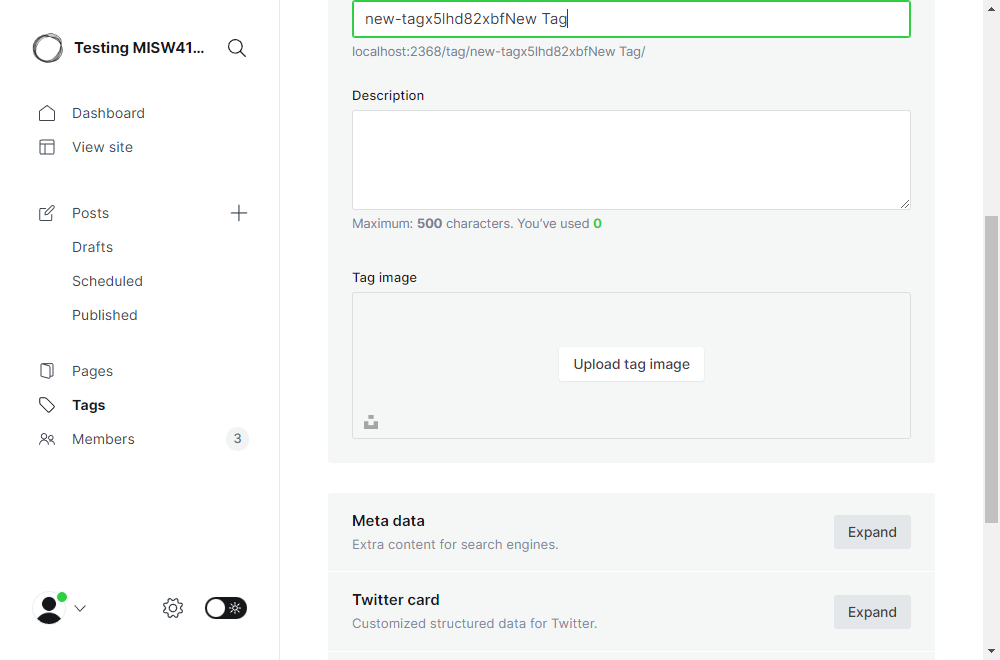 Testing MISW41...
Dashboard
View site
Posts
Drafts
Scheduled
Published
Pages
Tags
Members
3
new-tagx5lhd82xbfNew Tag
localhost:2368/tag/new-tagx5lhd82xbfNew Tag/
Description
Maximum: 500 characters. You’ve used 0
Tag image
Upload tag image
Meta data
Extra content for search engines.
Expand
Twitter card
Customized structured data for Twitter.
Expand